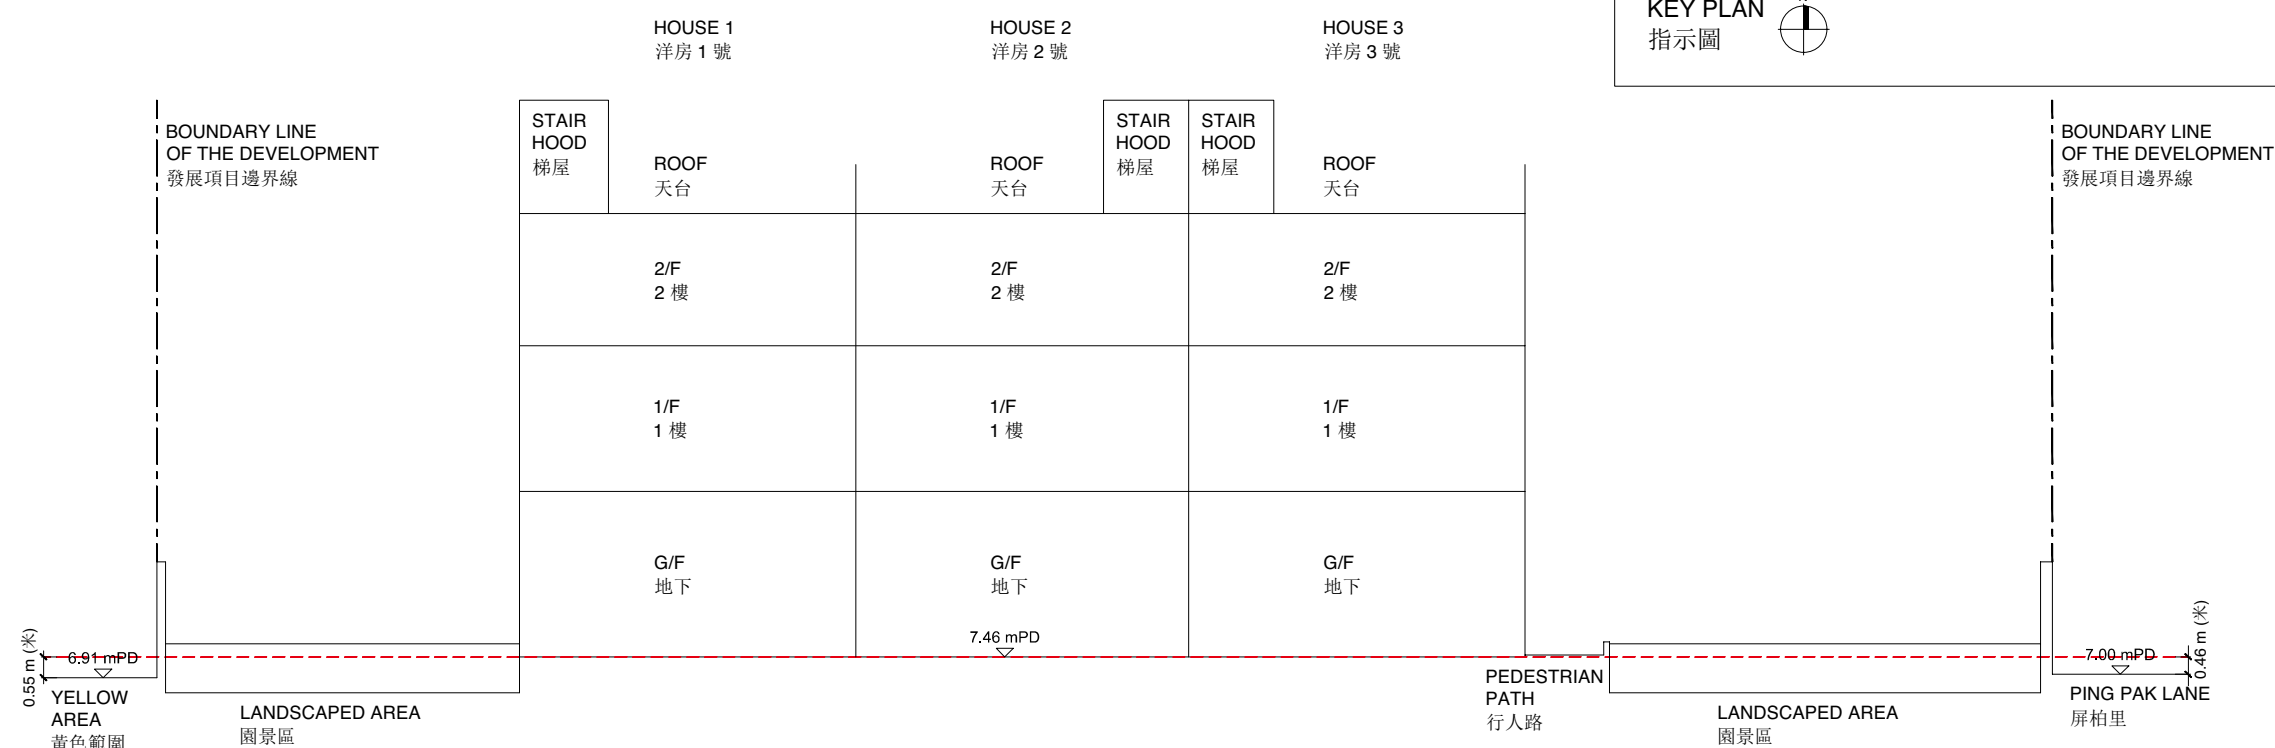 KEY PLAN
指示圖
HOUSE 1
洋房 1 號
HOUSE 2
洋房 2 號
HOUSE 3
洋房 3 號
BOUNDARY LINE
OF THE DEVELOPMENT
發展項目邊界線
STAIR
HOOD
梯屋
ROOF
天台
ROOF
天台
STAIR
HOOD
梯屋
STAIR
HOOD
梯屋
ROOF
天台
BOUNDARY LINE
OF THE DEVELOPMENT
發展項目邊界線
2/F
2 樓
2/F
2 樓
2/F
2 樓
1/F
1 樓
1/F
1 樓
1/F
1 樓
G/F
地下
G/F
地下
G/F
地下
0.55 m (米)
6.91 mPD
7.46 mPD
7.00 mPD
0.46 m (米)
YELLOW
AREA
黃色範圍
LANDSCAPED AREA
園景區
PEDESTRIAN
PATH
行人路
LANDSCAPED AREA
園景區
PING PAK LANE
屏柏里